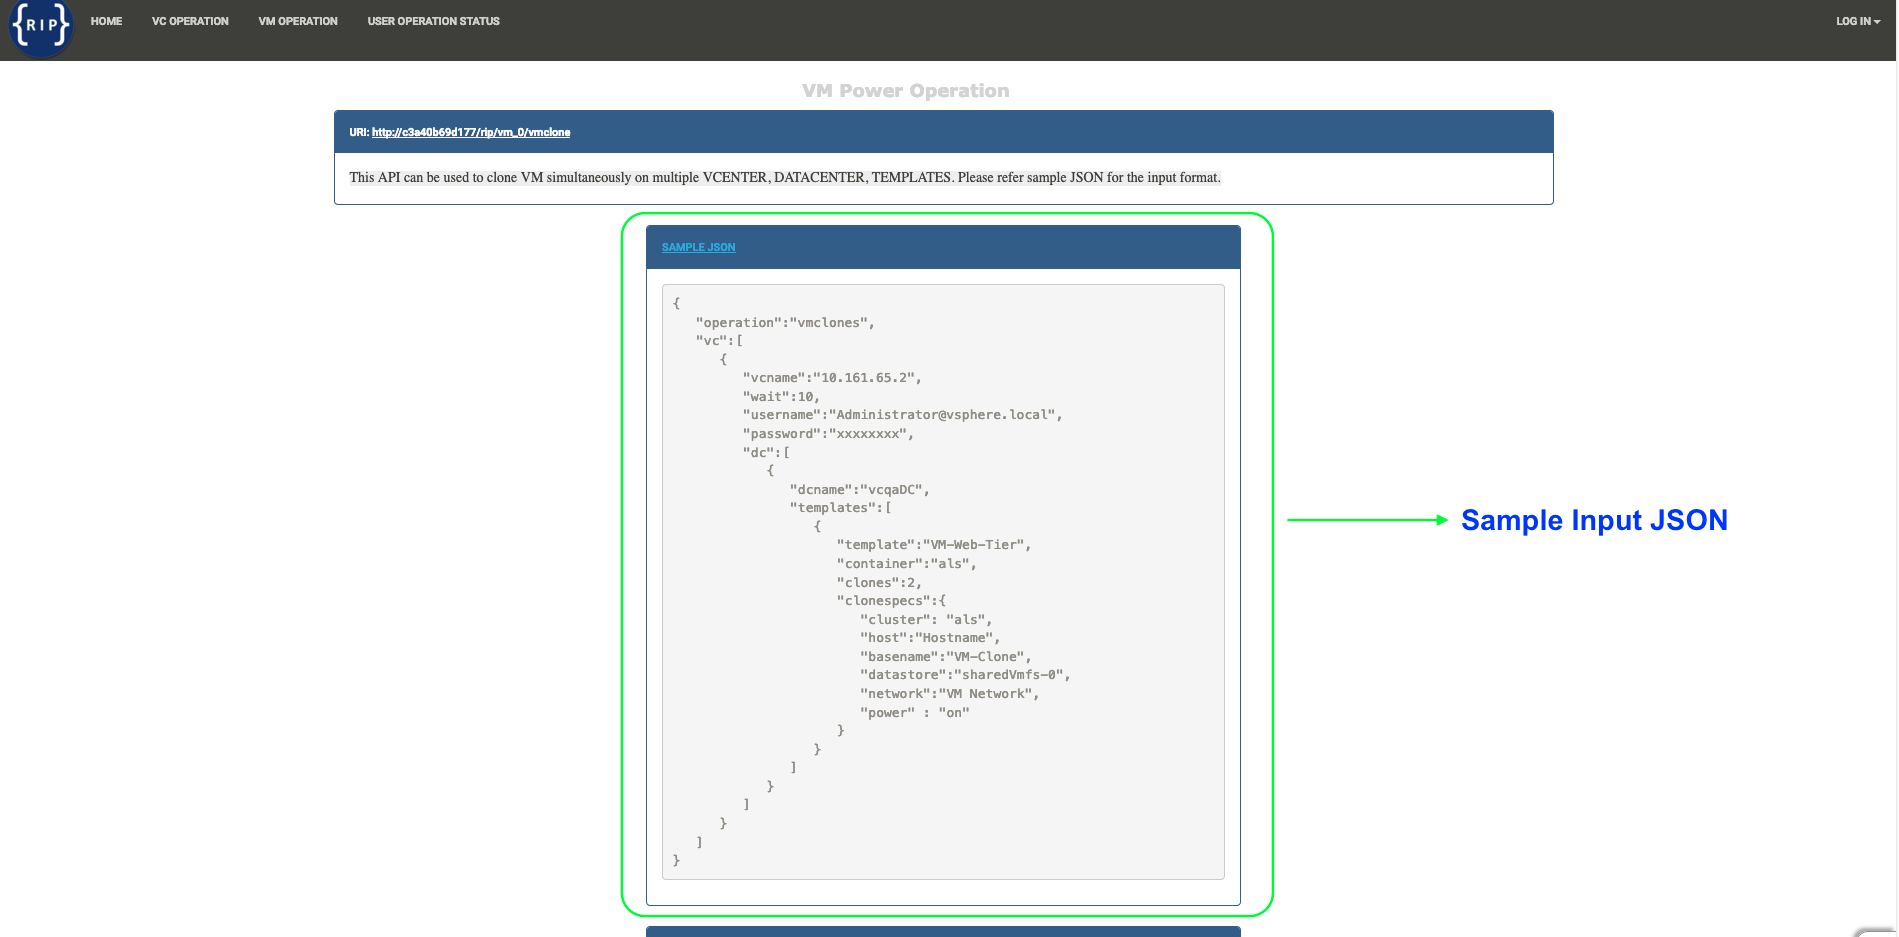 {RIP}
HOME VC OPERATION VM OPERATION USER OPERATION STATUS LOG IN
VM Power Operation
URI: http://c3a40b69d177/rip/vm_0/vmclone
This API can be used to clone VM simultaneously on multiple VCENTER, DATACENTER, TEMPLATES. Please refer sample JSON for the input format.
SAMPLE JSON
{
   "operation":"vmclones",
   "vc":[
      {
         "vcname":"10.161.65.2",
         "wait":10,
         "username":"Administrator@vsphere.local",
         "password":"xxxxxxxx",
         "dc":[
            {
               "dcname":"vcqaDC",
               "templates":[
                  {
                     "template":"VM-Web-Tier",
                     "container":"als",
                     "clones":2,
                     "clonespecs":{
                        "cluster": "als",
                        "host":"Hostname",
                        "basename":"VM-Clone",
                        "datastore":"sharedVmfs-0",
                        "network":"VM Network",
                        "power" : "on"
                     }
                  }
               ]
            }
         ]
      }
   ]
}
Sample Input JSON